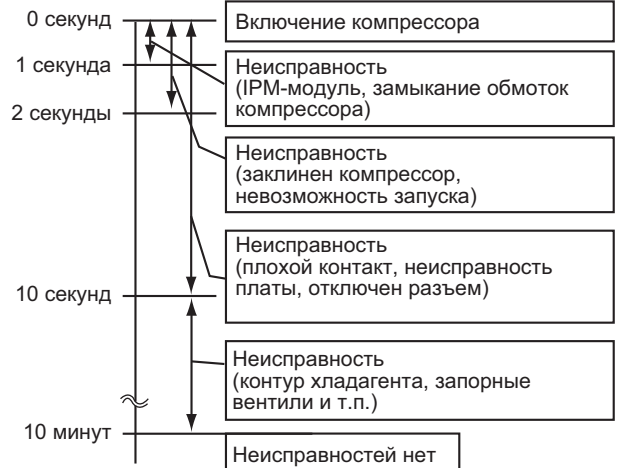 0 секунд
Включение компрессора
1 секунда
Неисправность
(IPM-модуль, замыкание обмоток
компрессора)
2 секунды
Неисправность
(заклинен компрессор,
невозможность запуска)
Неисправность
(плохой контакт, неисправность
платы, отключен разъем)
10 секунд
Неисправность
(контур хладагента, запорные
вентили и т.п.)
10 минут
Неисправностей нет